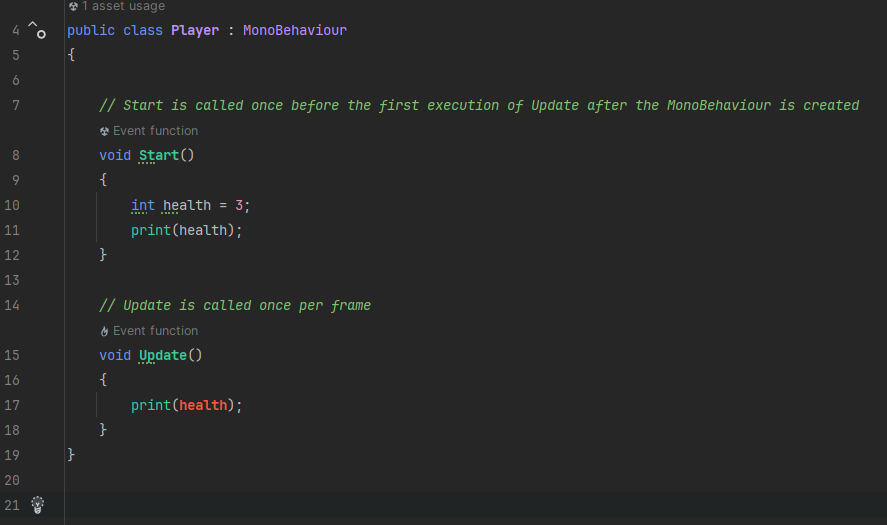 1 asset usage
4 public class Player : MonoBehaviour
5 {
6
7 // Start is called once before the first execution of Update after the MonoBehaviour is created
Event function
8 void Start()
9 {
10 int health = 3;
11 print(health);
12 }
13
14 // Update is called once per frame
Event function
15 void Update()
16 {
17 print(health);
18 }
19 }
20
21